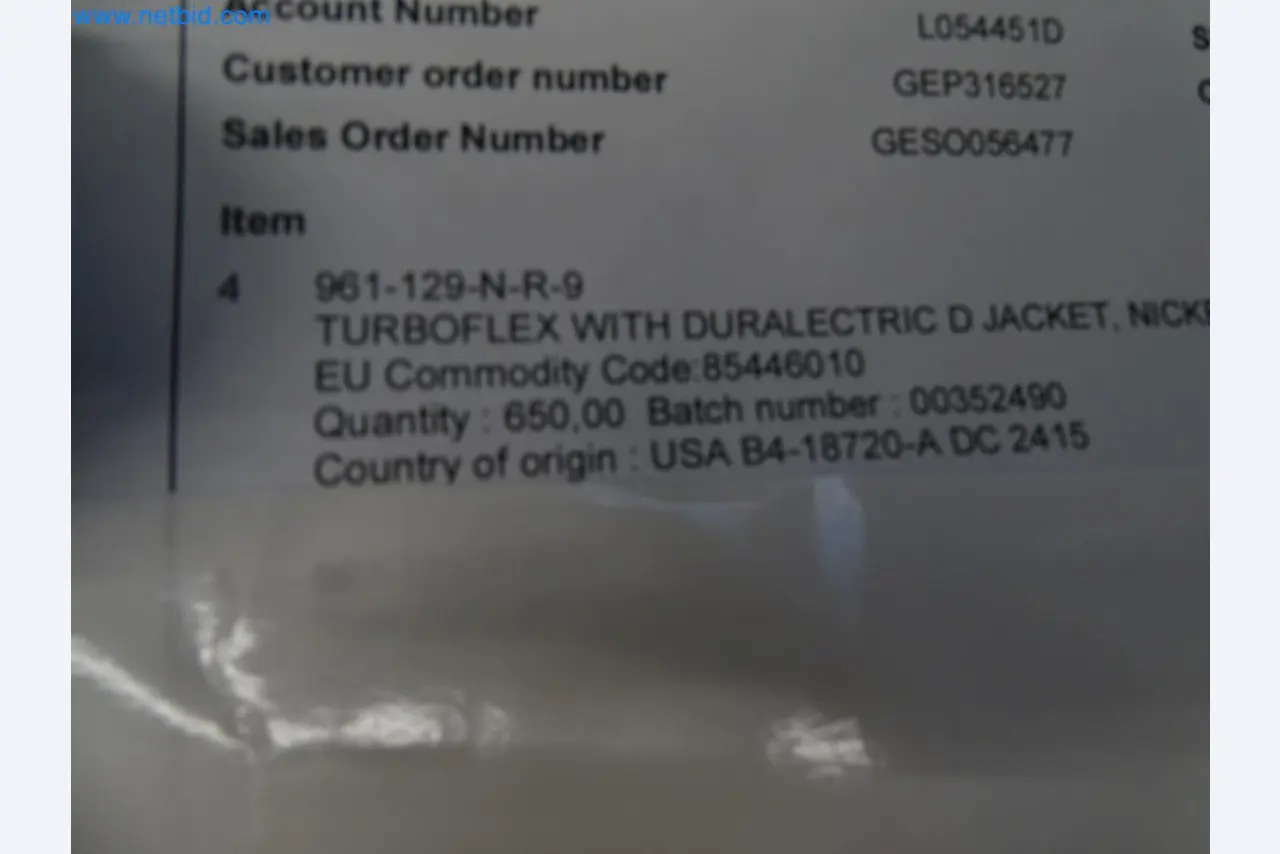 www.netbid.com
Account Number L054451D
Customer order number GEP316527
Sales Order Number GESO056477
Item
4 961-129-N-R-9
TURBOFLEX WITH DURALECTRIC D JACKET, NICKE
EU Commodity Code:85446010
Quantity : 650,00 Batch number : 00352490
Country of origin : USA B4-18720-A DC 2415